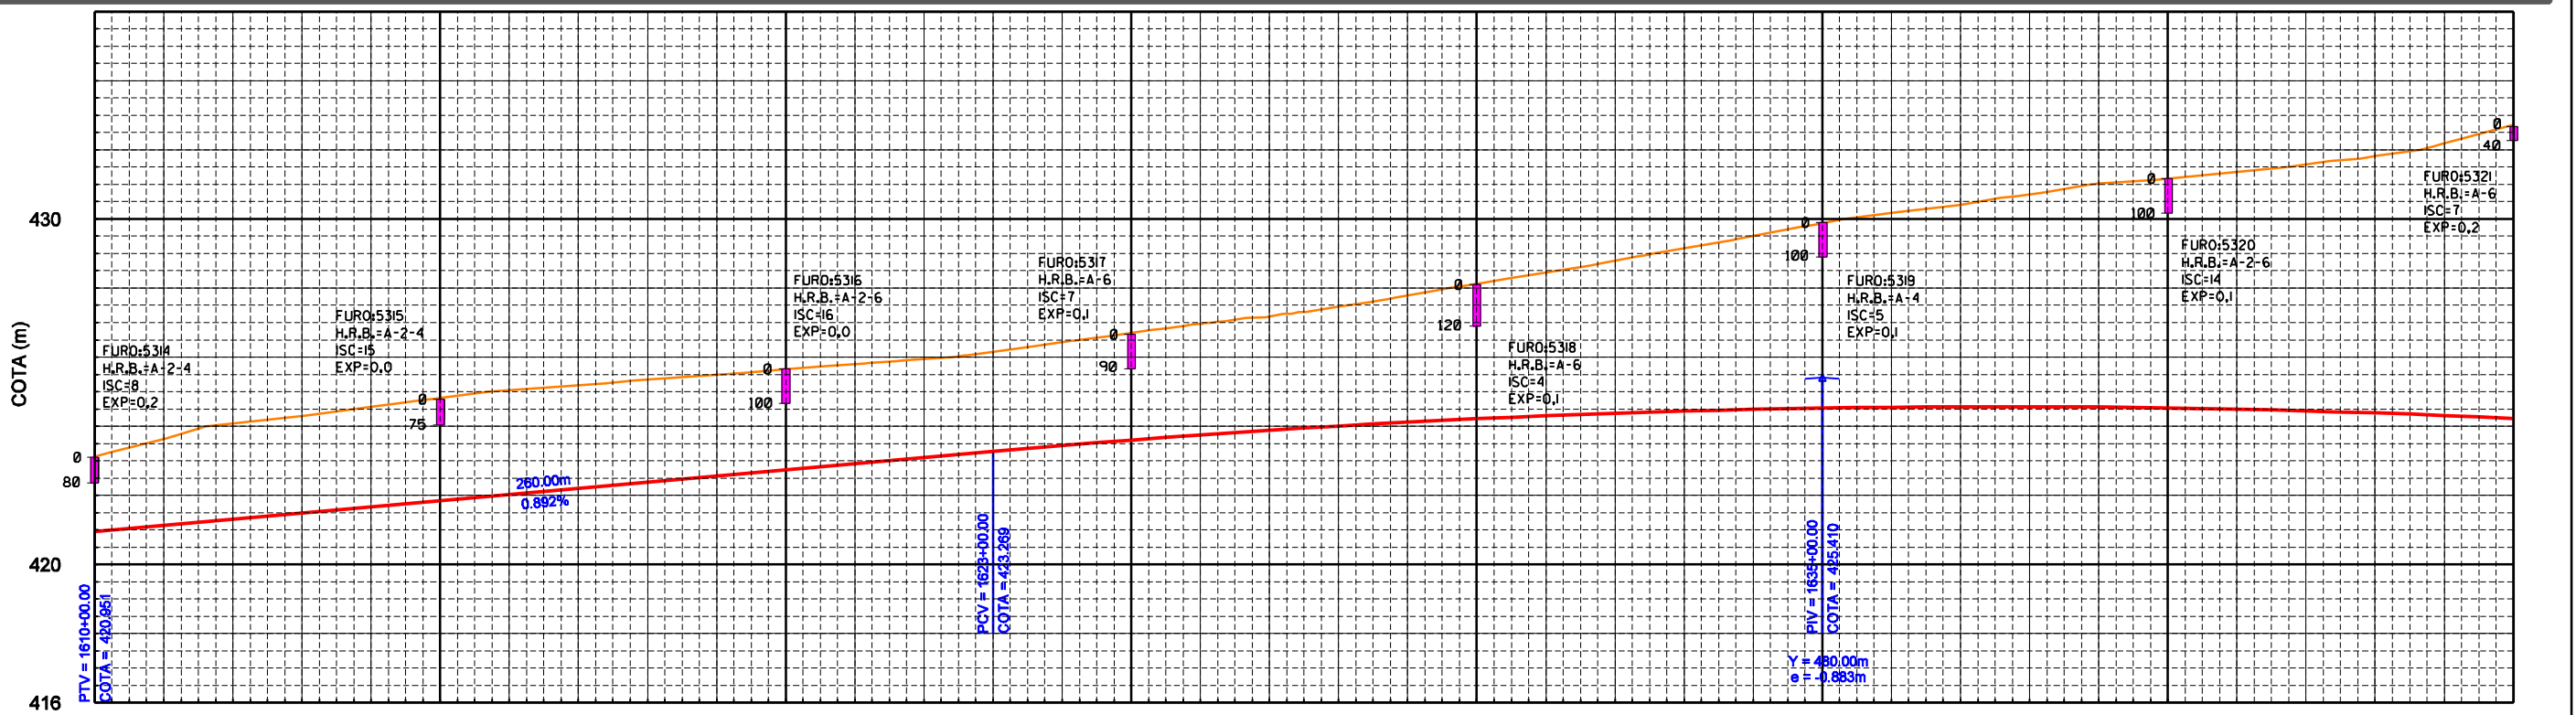 COTA (m)
430
420
416
0
80
FURO:5314
H.R.B.=A-2-4
ISC=8
EXP=0,2
PTV = 1610+00.00
COTA = 420.951
FURO:5315
H.R.B.=A-2-4
ISC=15
EXP=0,0
0
75
260.00m
0.892%
FURO:5316
H.R.B.=A-2-6
ISC=16
EXP=0,0
0
100
PCV = 1623+00.00
COTA = 423.269
FURO:5317
H.R.B.=A-6
ISC=7
EXP=0,1
0
90
0
120
FURO:5318
H.R.B.=A-6
ISC=4
EXP=0,1
0
100
FURO:5319
H.R.B.=A-4
ISC=5
EXP=0,1
PIV = 1635+00.00
COTA = 425.410
Y = 480.00m
e = -0.883m
0
100
FURO:5320
H.R.B.=A-2-6
ISC=14
EXP=0,1
0
40
FURO:5321
H.R.B.=A-6
ISC=7
EXP=0,2